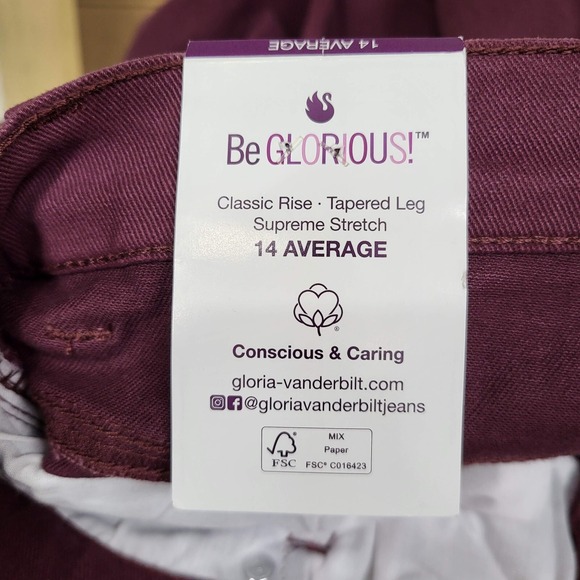 14 AVERAGE
Be GLORIOUS!™
Classic Rise · Tapered Leg
Supreme Stretch
14 AVERAGE
®
Conscious & Caring
gloria-vanderbilt.com
@gloriavanderbiltjeans
FSC
MIX
Paper
FSC® C016423